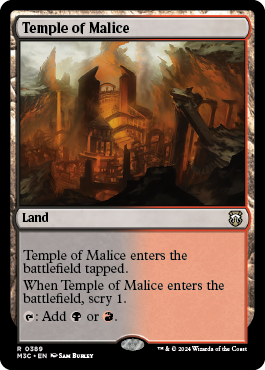 Temple of Malice
Land
Temple of Malice enters the
battlefield tapped.
When Temple of Malice enters the
battlefield, scry 1.
: Add or .
R 0389
M3C • EN Sam Burley
™ & © 2024 Wizards of the Coast